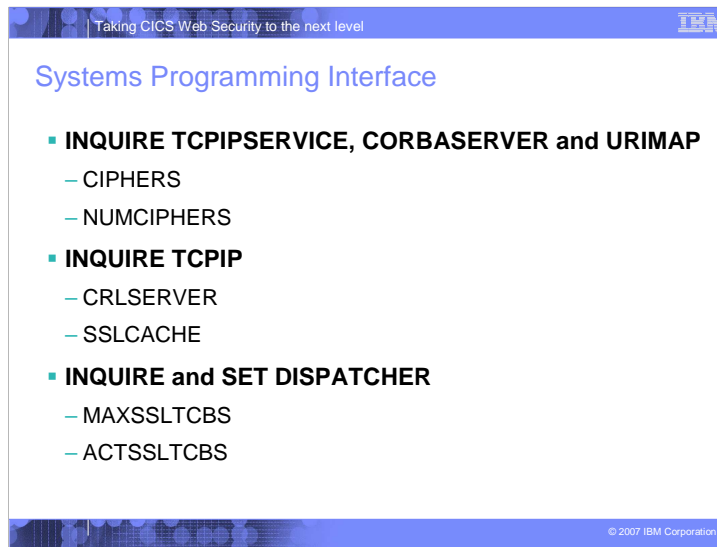 Taking CICS Web Security to the next level
IBM
Systems Programming Interface
▪ INQUIRE TCPIPSERVICE, CORBASERVER and URIMAP
– CIPHERS
– NUMCIPHERS
▪ INQUIRE TCPIP
– CRLSERVER
– SSLCACHE
▪ INQUIRE and SET DISPATCHER
– MAXSSLTCBS
– ACTSSLTCBS
© 2007 IBM Corporation